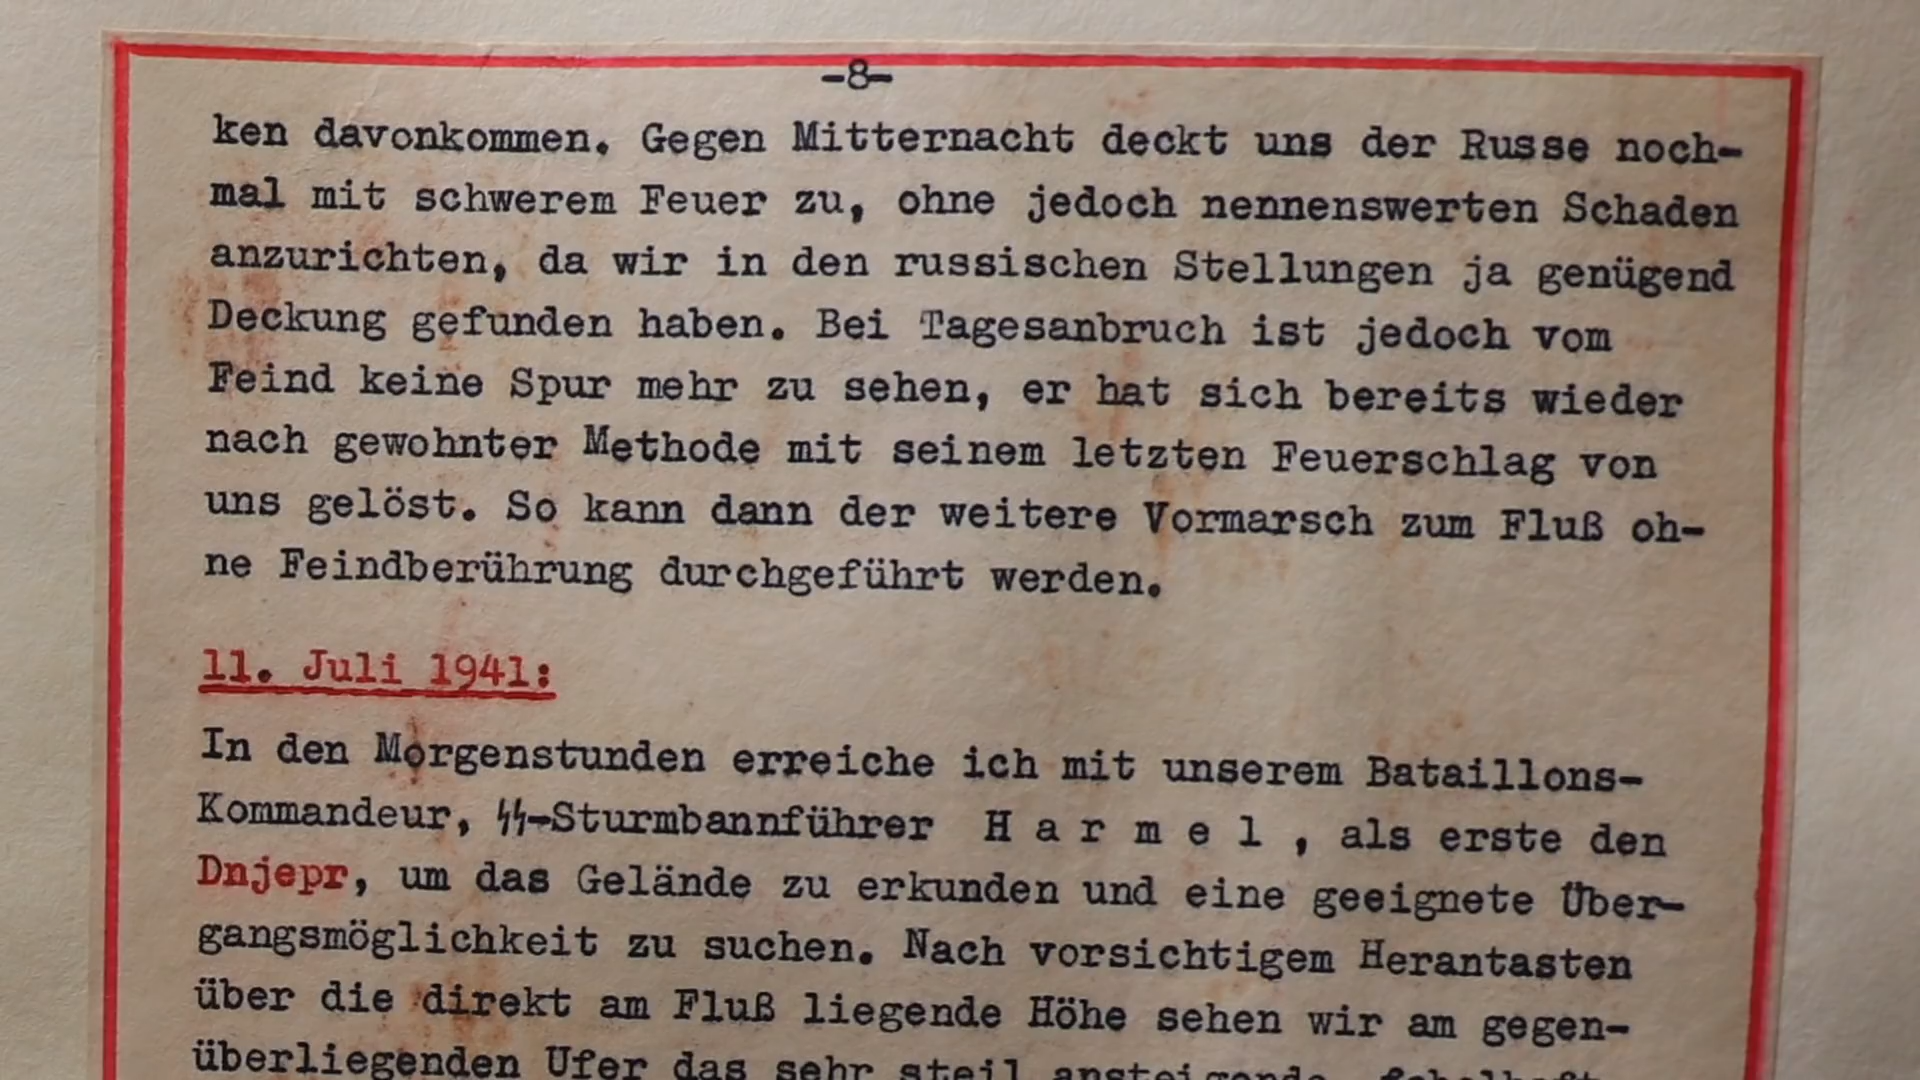 -8-
ken davonkommen. Gegen Mitternacht deckt uns der Russe noch-
mal mit schwerem Feuer zu, ohne jedoch nennenswerten Schaden
anzurichten, da wir in den russischen Stellungen ja genügend
Deckung gefunden haben. Bei Tagesanbruch ist jedoch vom
Feind keine Spur mehr zu sehen, er hat sich bereits wieder
nach gewohnter Methode mit seinem letzten Feuerschlag von
uns gelöst. So kann dann der weitere Vormarsch zum Fluß oh-
ne Feindberührung durchgeführt werden.
11. Juli 1941:
In den Morgenstunden erreiche ich mit unserem Bataillons-
Kommandeur, ᛋᛋ-Sturmbannführer H a r m e l , als erste den
Dnjepr, um das Gelände zu erkunden und eine geeignete Über-
gangsmöglichkeit zu suchen. Nach vorsichtigem Herantasten
über die direkt am Fluß liegende Höhe sehen wir am gegen-
überliegenden Ufer das sehr steil